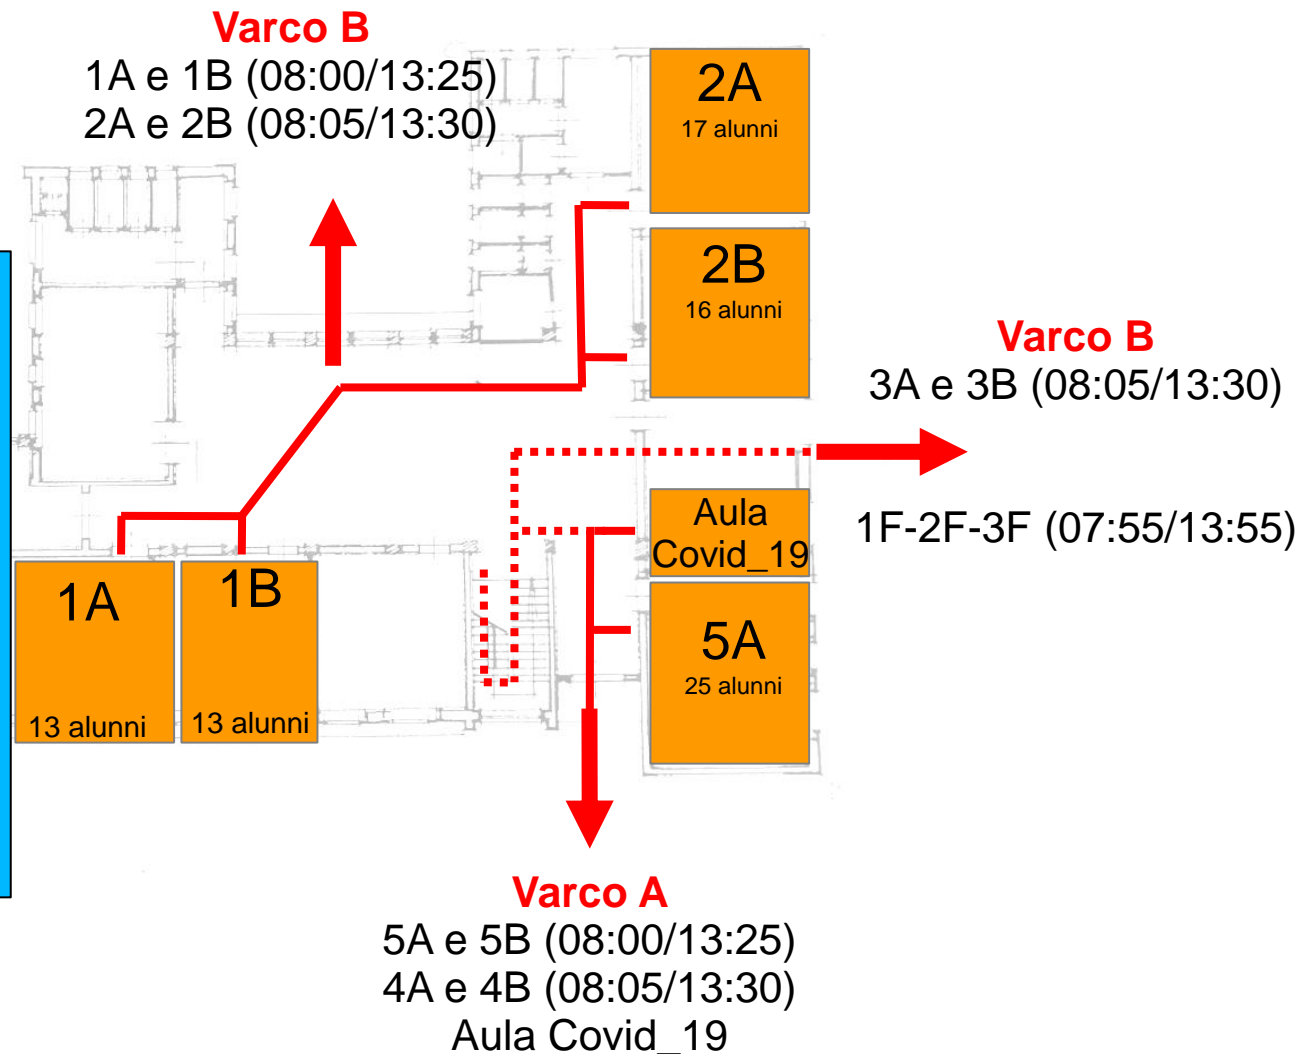 Varco B
1A e 1B (08:00/13:25)
2A e 2B (08:05/13:30)
2A
17 alunni
2B
16 alunni
Varco B
3A e 3B (08:05/13:30)
1F-2F-3F (07:55/13:55)
Aula
Covid_19
1A
13 alunni
1B
13 alunni
5A
25 alunni
Varco A
5A e 5B (08:00/13:25)
4A e 4B (08:05/13:30)
Aula Covid_19